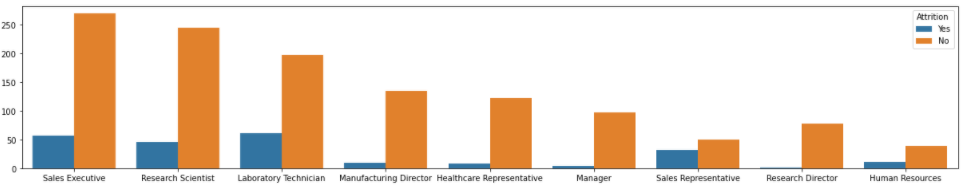 Attrition
Yes
No
250
200
150
100
50
0
Sales Executive
Research Scientist
Laboratory Technician
Manufacturing Director
Healthcare Representative
Manager
Sales Representative
Research Director
Human Resources